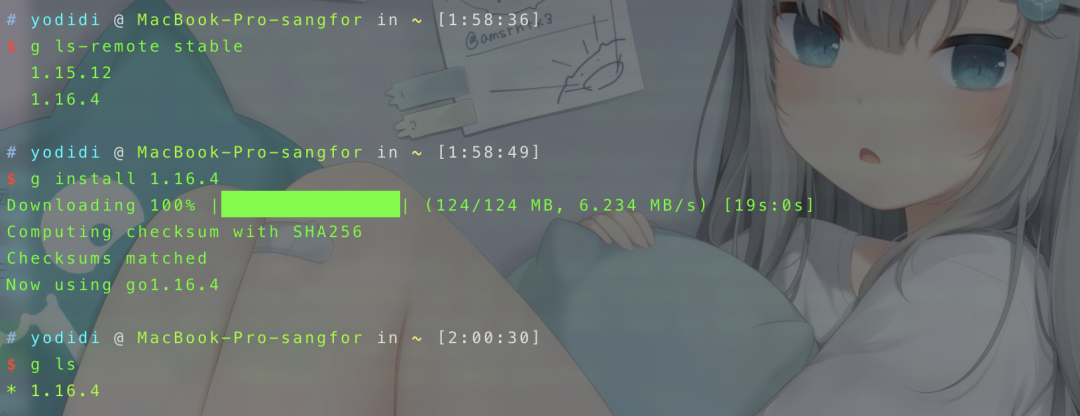 # yodidi @ MacBook-Pro-sangfor in ~ [1:58:36]
$ g ls-remote stable
1.15.12
1.16.4
# yodidi @ MacBook-Pro-sangfor in ~ [1:58:49]
$ g install 1.16.4
Downloading 100% | | (124/124 MB, 6.234 MB/s) [19s:0s]
Computing checksum with SHA256
Checksums matched
Now using go1.16.4
# yodidi @ MacBook-Pro-sangfor in ~ [2:00:30]
$ g ls
* 1.16.4